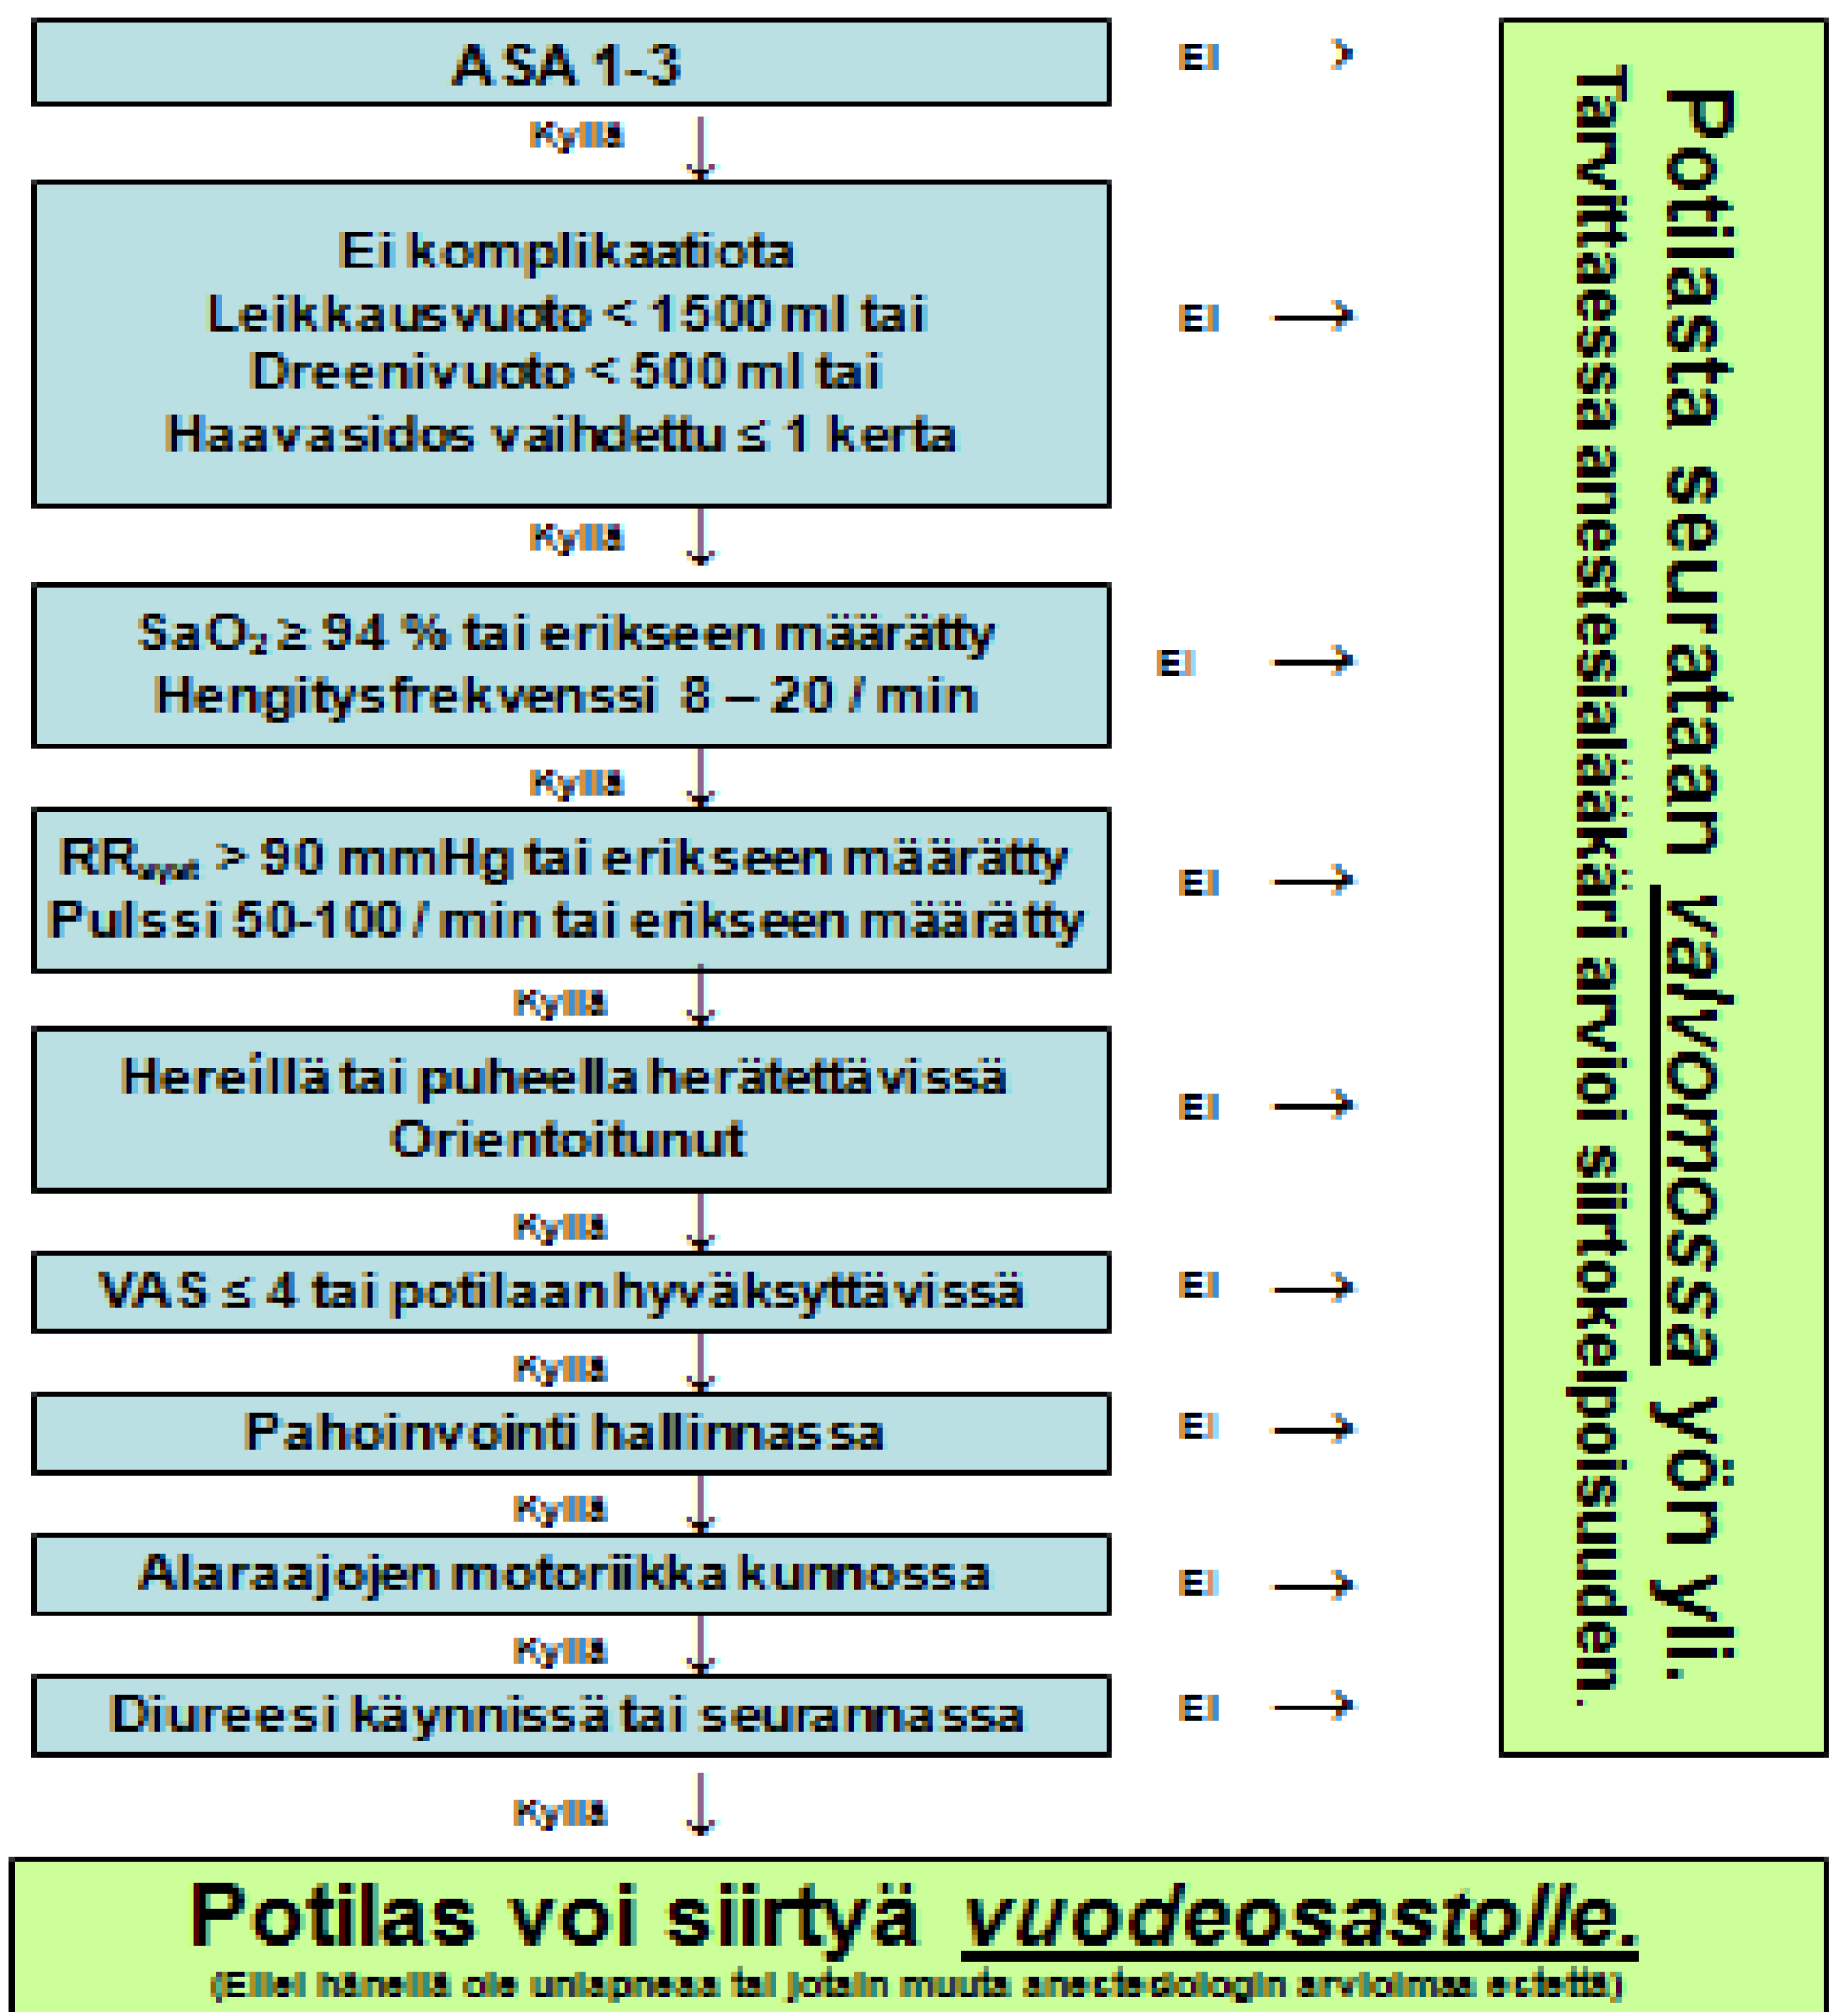 ASA 1-3
EI
Kyllä
Ei komplikaatiota
Leikkausvuoto < 1500 ml tai
Dreenivuoto < 500 ml tai
Haavasidos vaihdettu ≤ 1 kerta
EI
Kyllä
SaO₂ ≥ 94 % tai erikseen määrätty
Hengitysfrekvenssi 8 – 20 / min
EI
Kyllä
RRsyst > 90 mmHg tai erikseen määrätty
Pulssi 50-100 / min tai erikseen määrätty
EI
Kyllä
Hereillä tai puheella herätettävissä
Orientoitunut
EI
Kyllä
VAS ≤ 4 tai potilaan hyväksyttävissä
EI
Kyllä
Pahoinvointi hallinnassa
EI
Kyllä
Alaraajojen motoriikka kunnossa
EI
Kyllä
Diureesi käynnissä tai seurannassa
EI
Kyllä
Potilasta seurataan valvomossa yön yli.
Tarvittaessa anestesialääkäri arvioi siirtokelpoisuuden.
Potilas voi siirtyä vuodeosastolle.
(Ellei hänellä ole uniapneaa tai jotain muuta anestesiologin arvioimaa estettä)